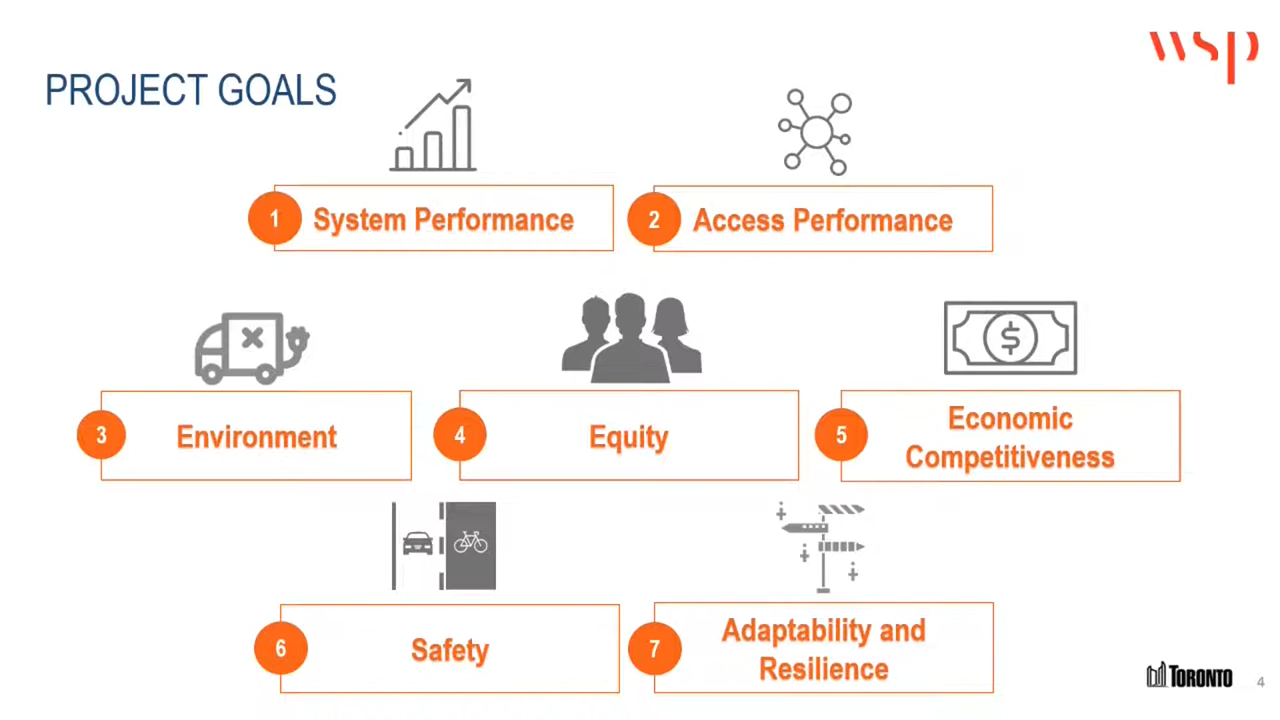 wsp
PROJECT GOALS
1 System Performance
2 Access Performance
$
3 Environment
4 Equity
5 Economic
Competitiveness
6 Safety
7 Adaptability and
Resilience
TORONTO
4